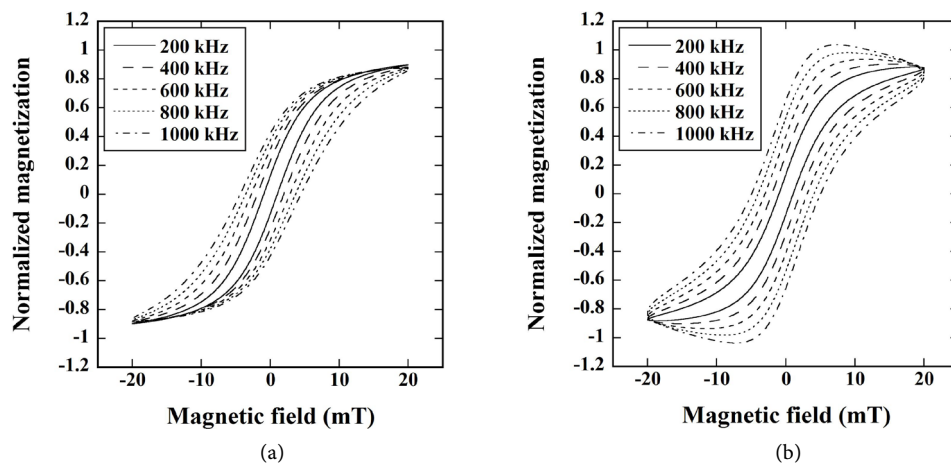 1.2
1
0.8
0.6
0.4
0.2
0
-0.2
-0.4
-0.6
-0.8
-1
-1.2
Normalized magnetization
200 kHz
400 kHz
600 kHz
800 kHz
1000 kHz
-20 -10 0 10 20
Magnetic field (mT)
(a)
1.2
1
0.8
0.6
0.4
0.2
0
-0.2
-0.4
-0.6
-0.8
-1
-1.2
Normalized magnetization
200 kHz
400 kHz
600 kHz
800 kHz
1000 kHz
-20 -10 0 10 20
Magnetic field (mT)
(b)